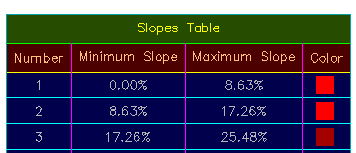 Slopes Table
Number Minimum Slope Maximum Slope Color
1 0.00% 8.63%
2 8.63% 17.26%
3 17.26% 25.48%